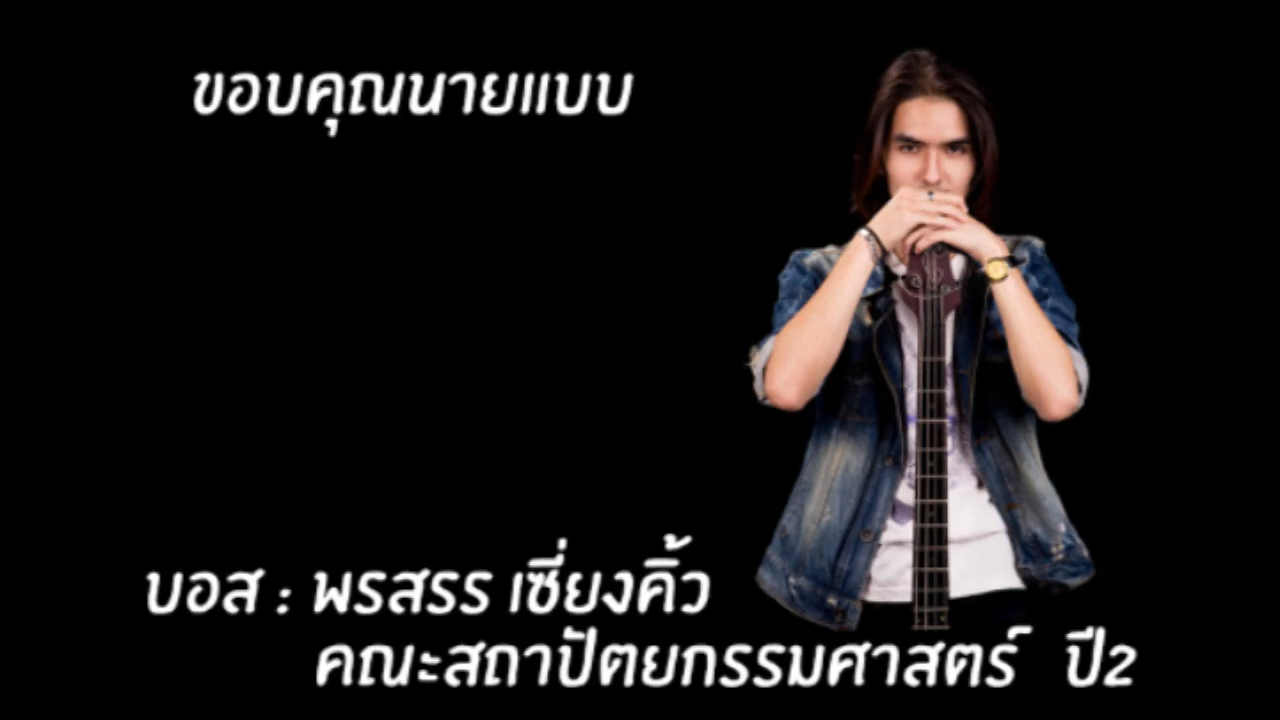 ขอบคุณนายแบบ
บอส : พรสรร เซี่ยงคิ้ว
คณะสถาปัตยกรรมศาสตร์ ปี2